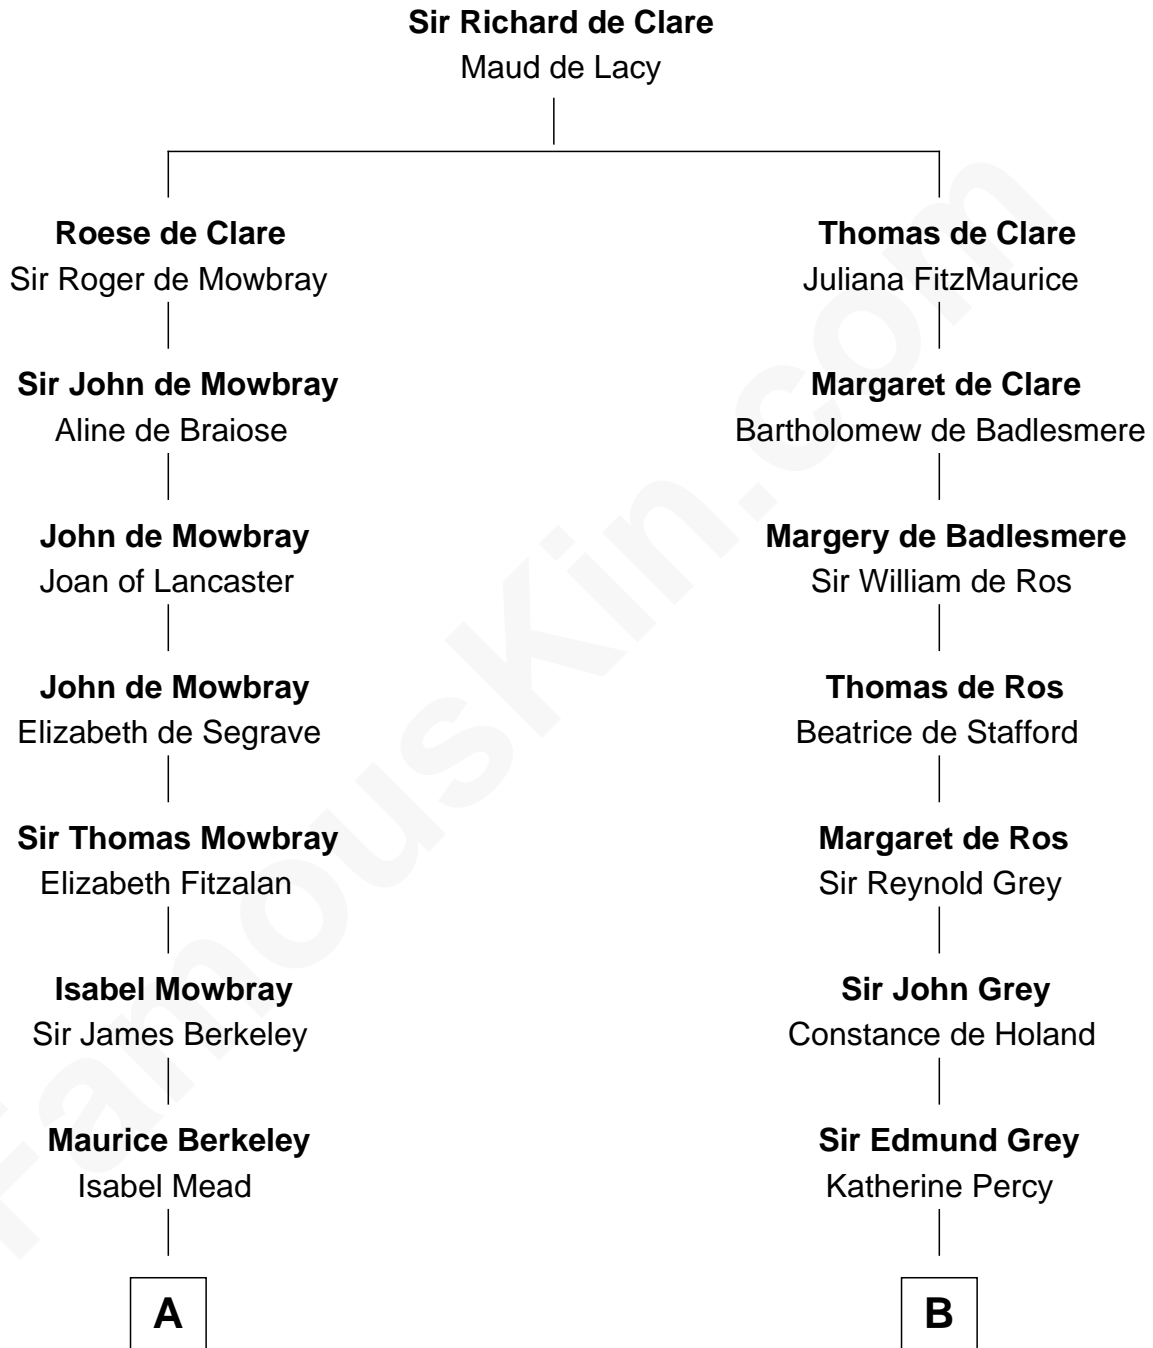 Sir Richard de Clare
Maud de Lacy
Roese de Clare
Sir Roger de Mowbray
Thomas de Clare
Juliana FitzMaurice
Sir John de Mowbray
Aline de Braiose
Margaret de Clare
Bartholomew de Badlesmere
John de Mowbray
Joan of Lancaster
Margery de Badlesmere
Sir William de Ros
John de Mowbray
Elizabeth de Segrave
Thomas de Ros
Beatrice de Stafford
Sir Thomas Mowbray
Elizabeth Fitzalan
Margaret de Ros
Sir Reynold Grey
Isabel Mowbray
Sir James Berkeley
Sir John Grey
Constance de Holand
Maurice Berkeley
Isabel Mead
Sir Edmund Grey
Katherine Percy
A
B
FamousKin.com